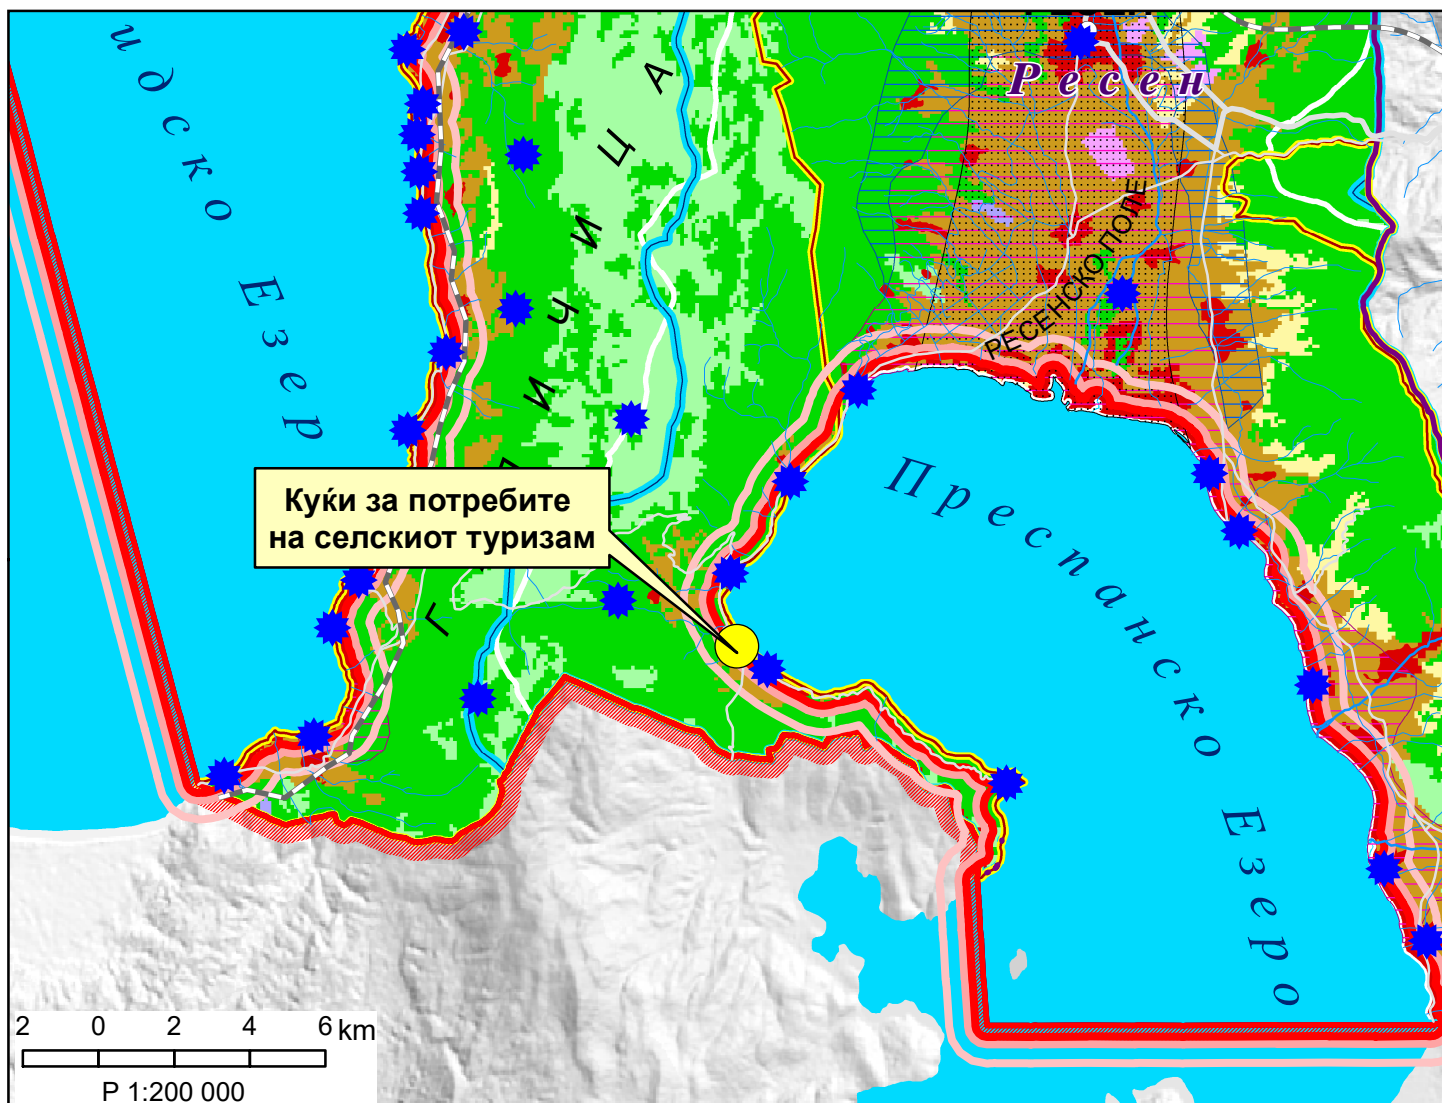 идско Езер
ГАЛИЧИЦА
Ресен
РЕСЕНСКО ПОЛЕ
Преспанско Езеро
Куќи за потребите
на селскиот туризам
2 0 2 4 6 km
Р 1:200 000